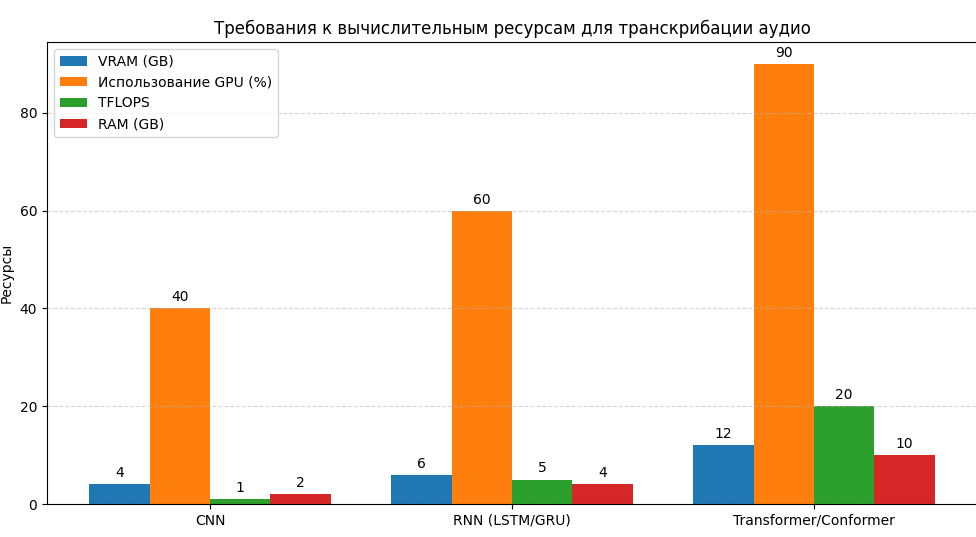 Требования к вычислительным ресурсам для транскрибации аудио
VRAM (GB)
Использование GPU (%)
TFLOPS
RAM (GB)
Ресурсы
80
60
40
20
0
4
40
1
2
6
60
5
4
12
90
20
10
CNN
RNN (LSTM/GRU)
Transformer/Conformer